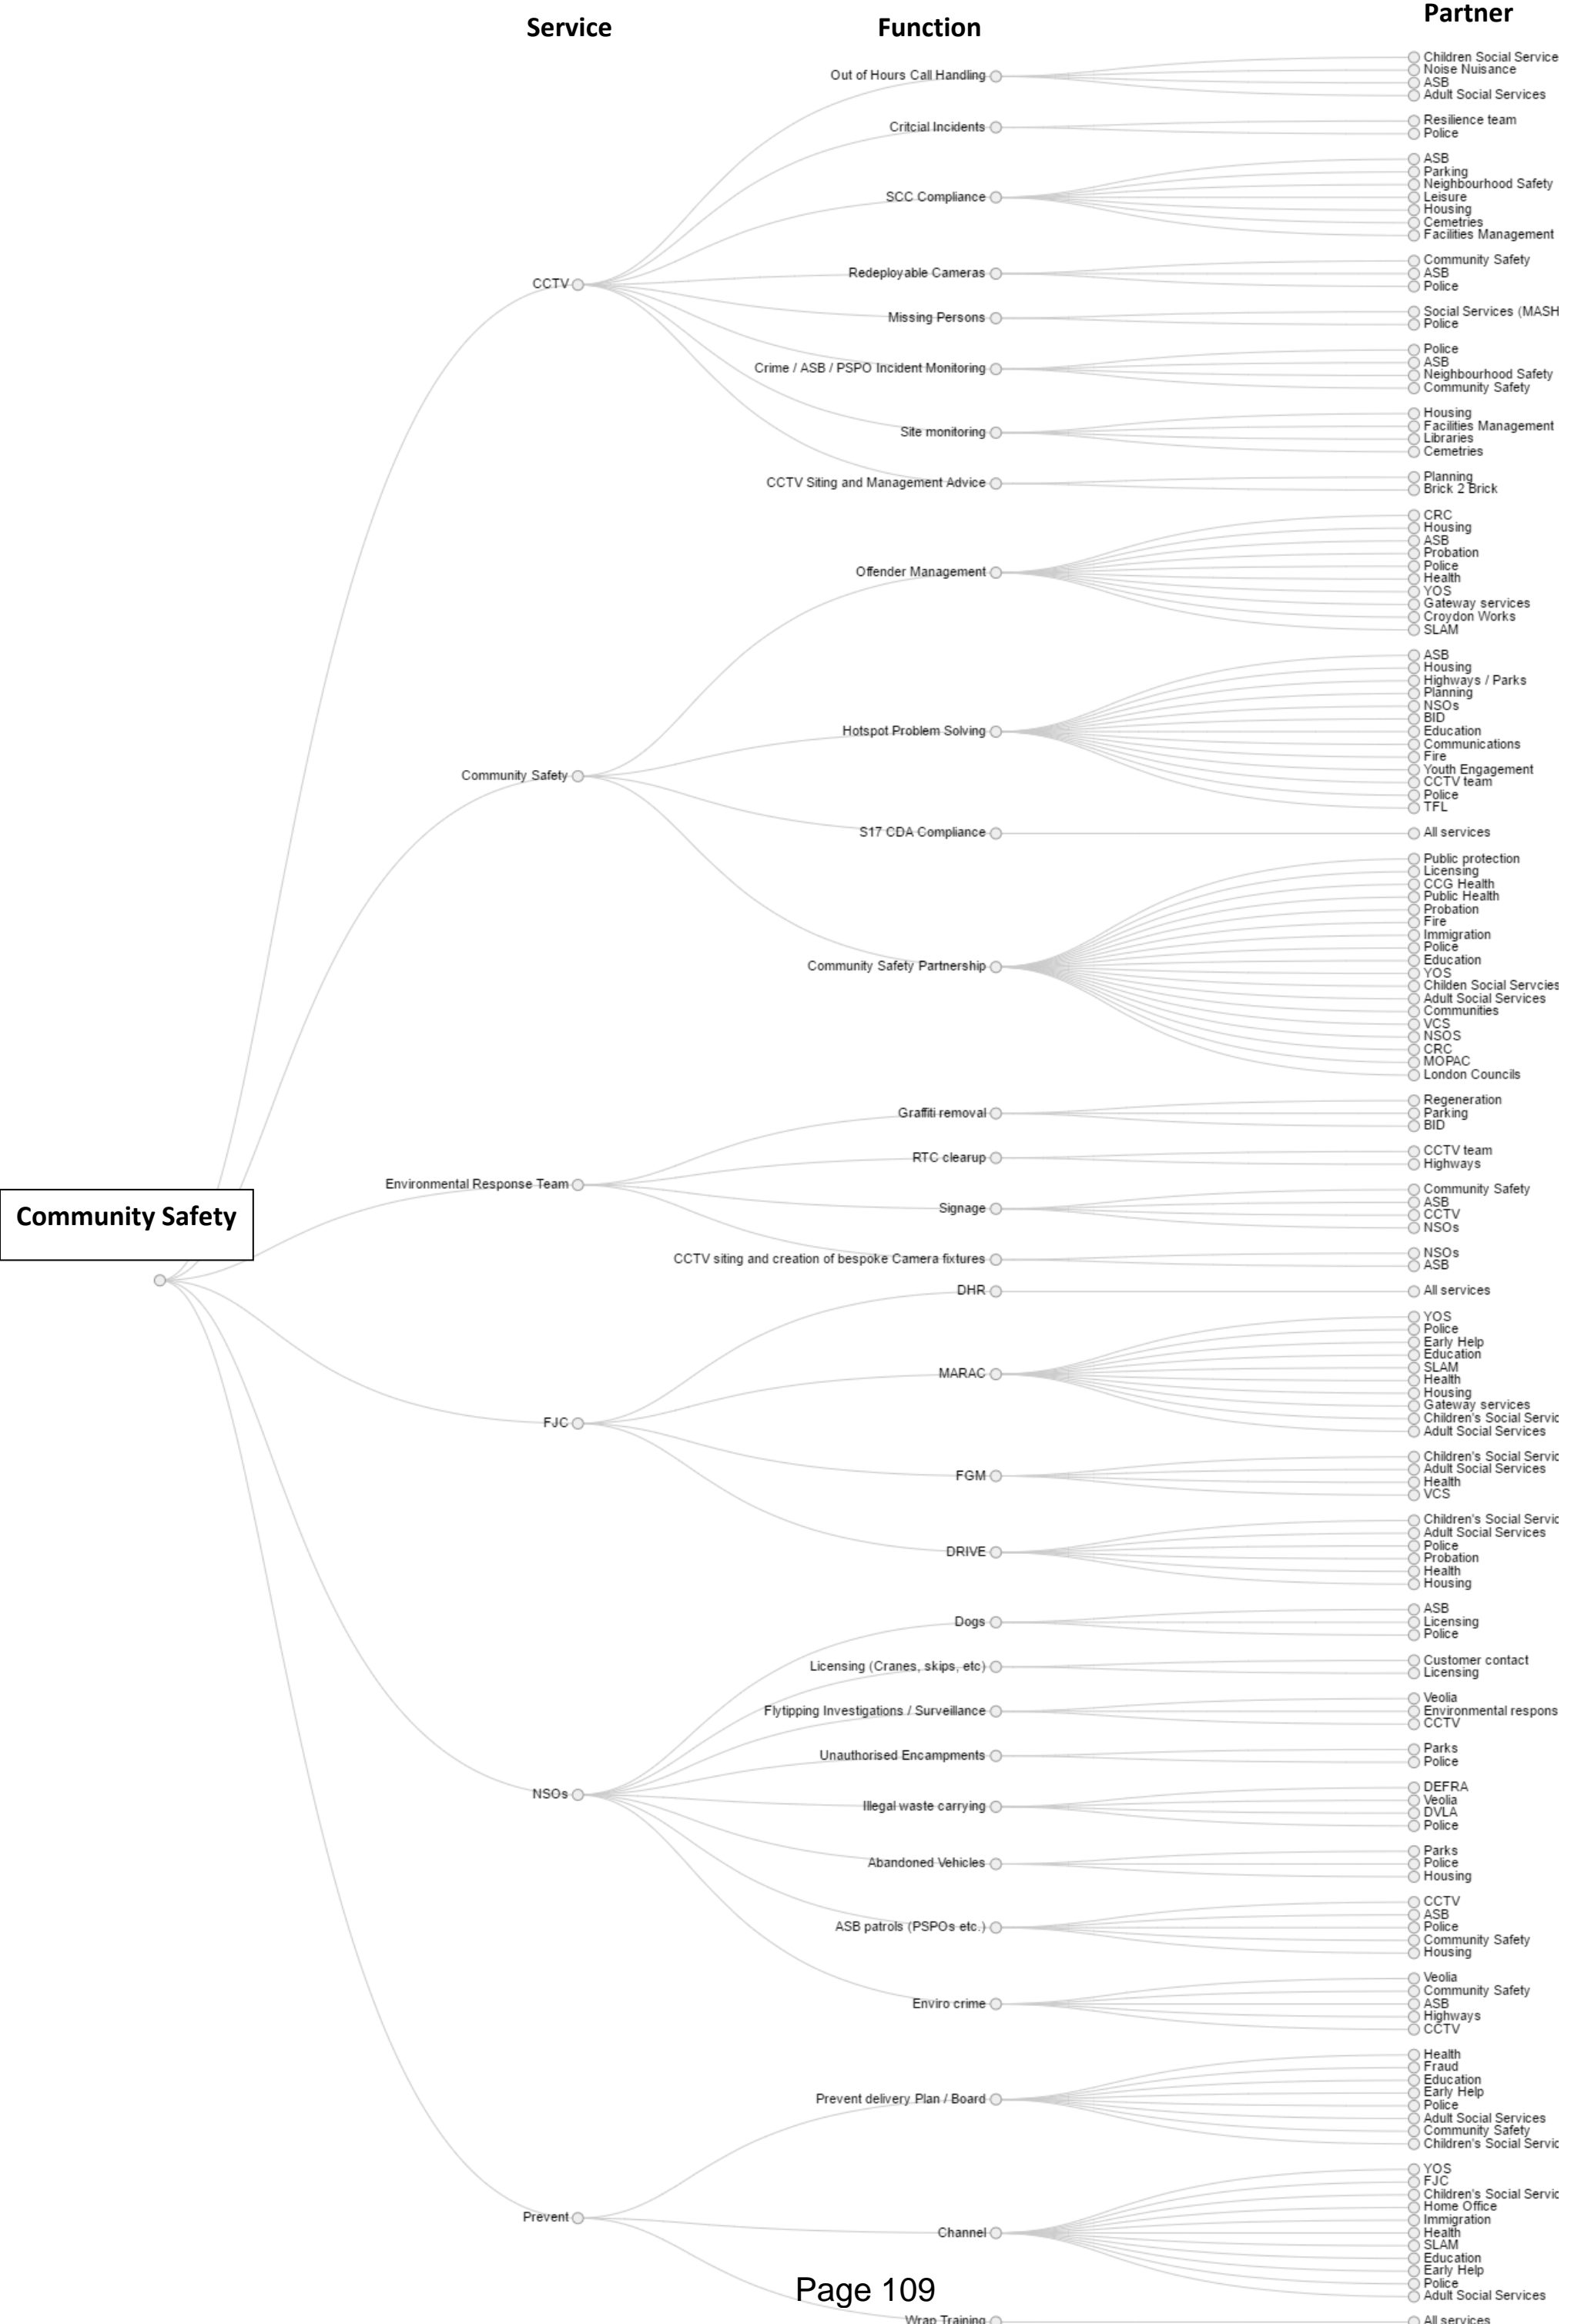 Service
Function
Partner
Community Safety
CCTV
Out of Hours Call Handling
Children Social Service
Noise Nuisance
ASB
Adult Social Services
Critcial Incidents
Resilience team
Police
SCC Compliance
ASB
Parking
Neighbourhood Safety
Leisure
Housing
Cemetries
Facilities Management
Redeployable Cameras
Community Safety
ASB
Police
Missing Persons
Social Services (MASH
Police
Crime / ASB / PSPO Incident Monitoring
Police
ASB
Neighbourhood Safety
Community Safety
Site monitoring
Housing
Facilities Management
Libraries
Cemetries
CCTV Siting and Management Advice
Planning
Brick 2 Brick
Community Safety
Offender Management
CRC
Housing
ASB
Probation
Police
Health
YOS
Gateway services
Croydon Works
SLAM
Hotspot Problem Solving
ASB
Housing
Highways / Parks
Planning
NSOs
BID
Education
Communications
Fire
Youth Engagement
CCTV team
Police
TFL
S17 CDA Compliance
All services
Community Safety Partnership
Public protection
Licensing
CCG Health
Public Health
Probation
Fire
Immigration
Police
Education
YOS
Childen Social Servcies
Adult Social Services
Communities
VCS
NSOS
CRC
MOPAC
London Councils
Environmental Response Team
Graffiti removal
Regeneration
Parking
BID
RTC clearup
CCTV team
Highways
Signage
Community Safety
ASB
CCTV
NSOs
CCTV siting and creation of bespoke Camera fixtures
NSOs
ASB
FJC
DHR
All services
MARAC
YOS
Police
Early Help
Education
SLAM
Health
Housing
Gateway services
Children's Social Servic
Adult Social Services
FGM
Children's Social Servic
Adult Social Services
Health
VCS
DRIVE
Children's Social Servic
Adult Social Services
Police
Probation
Health
Housing
NSOs
Dogs
ASB
Licensing
Police
Licensing (Cranes, skips, etc)
Customer contact
Licensing
Flytipping Investigations / Surveillance
Veolia
Environmental respons
CCTV
Unauthorised Encampments
Parks
Police
Illegal waste carrying
DEFRA
Veolia
DVLA
Police
Abandoned Vehicles
Parks
Police
Housing
ASB patrols (PSPOs etc.)
CCTV
ASB
Police
Community Safety
Housing
Enviro crime
Veolia
Community Safety
ASB
Highways
CCTV
Prevent
Prevent delivery Plan / Board
Health
Fraud
Education
Early Help
Police
Adult Social Services
Community Safety
Children's Social Servic
Channel
YOS
FJC
Children's Social Servic
Home Office
Immigration
Health
SLAM
Education
Early Help
Police
Adult Social Services
Wrap Training
All services
Page 109